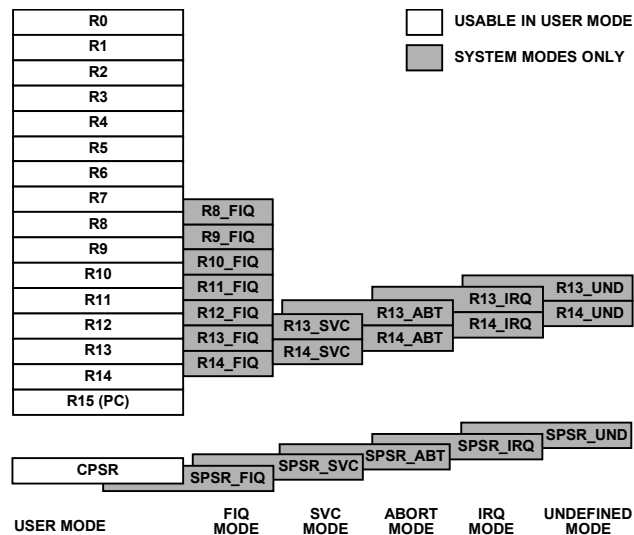 USABLE IN USER MODE
SYSTEM MODES ONLY
R0
R1
R2
R3
R4
R5
R6
R7
R8
R9
R10
R11
R12
R13
R14
R15 (PC)
R8_FIQ
R9_FIQ
R10_FIQ
R11_FIQ
R12_FIQ
R13_FIQ
R14_FIQ
R13_SVC
R14_SVC
R13_ABT
R14_ABT
R13_IRQ
R14_IRQ
R13_UND
R14_UND
CPSR
SPSR_FIQ
SPSR_SVC
SPSR_ABT
SPSR_IRQ
SPSR_UND
USER MODE
FIQ
MODE
SVC
MODE
ABORT
MODE
IRQ
MODE
UNDEFINED
MODE